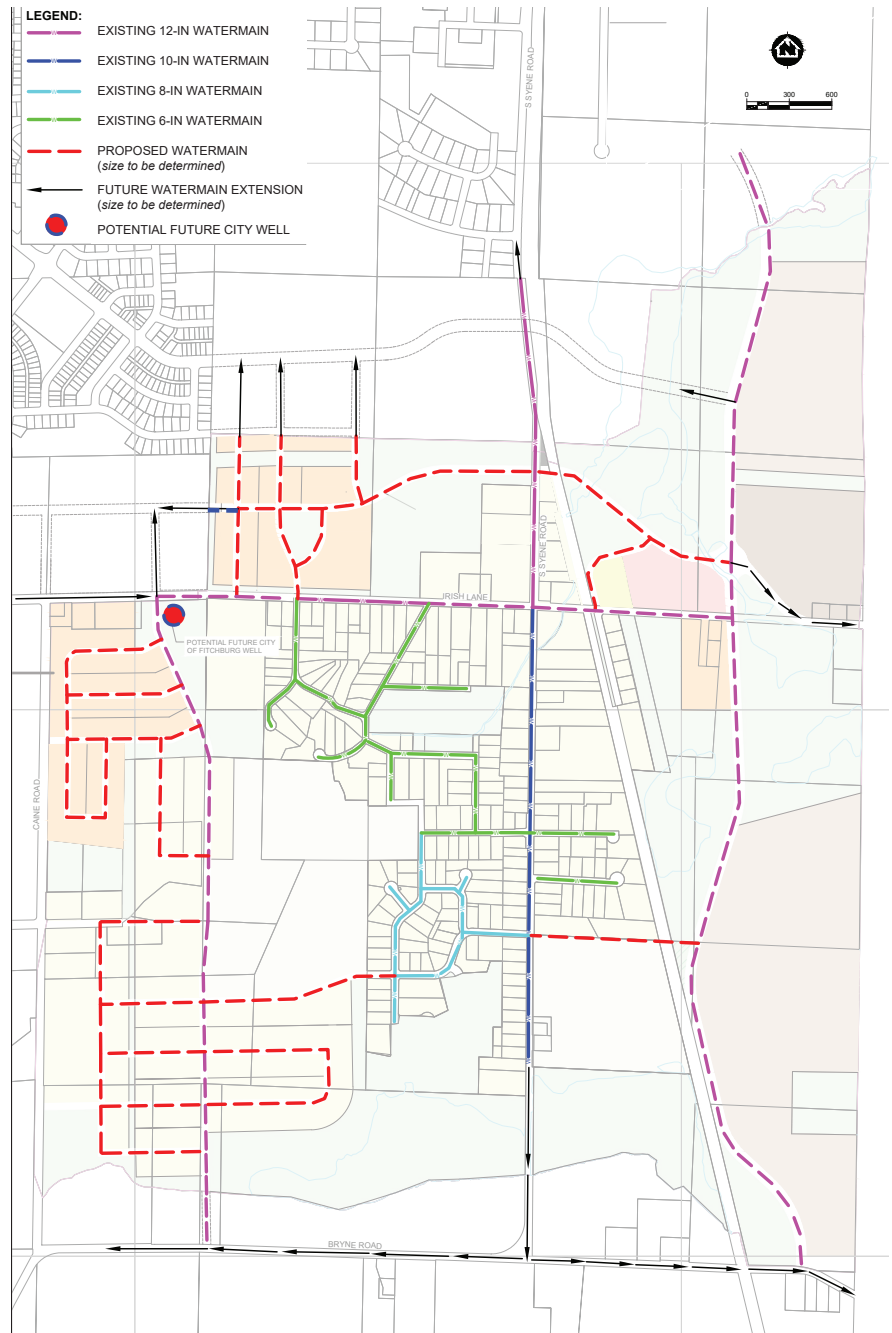 LEGEND:
EXISTING 12-IN WATERMAIN
EXISTING 10-IN WATERMAIN
EXISTING 8-IN WATERMAIN
EXISTING 6-IN WATERMAIN
PROPOSED WATERMAIN
(size to be determined)
FUTURE WATERMAIN EXTENSION
(size to be determined)
POTENTIAL FUTURE CITY WELL
S SYENE ROAD
N
0 300 600
S SYENE ROAD
IRISH LANE
POTENTIAL FUTURE CITY
OF FITCHBURG WELL
CAINE ROAD
BRYNE ROAD